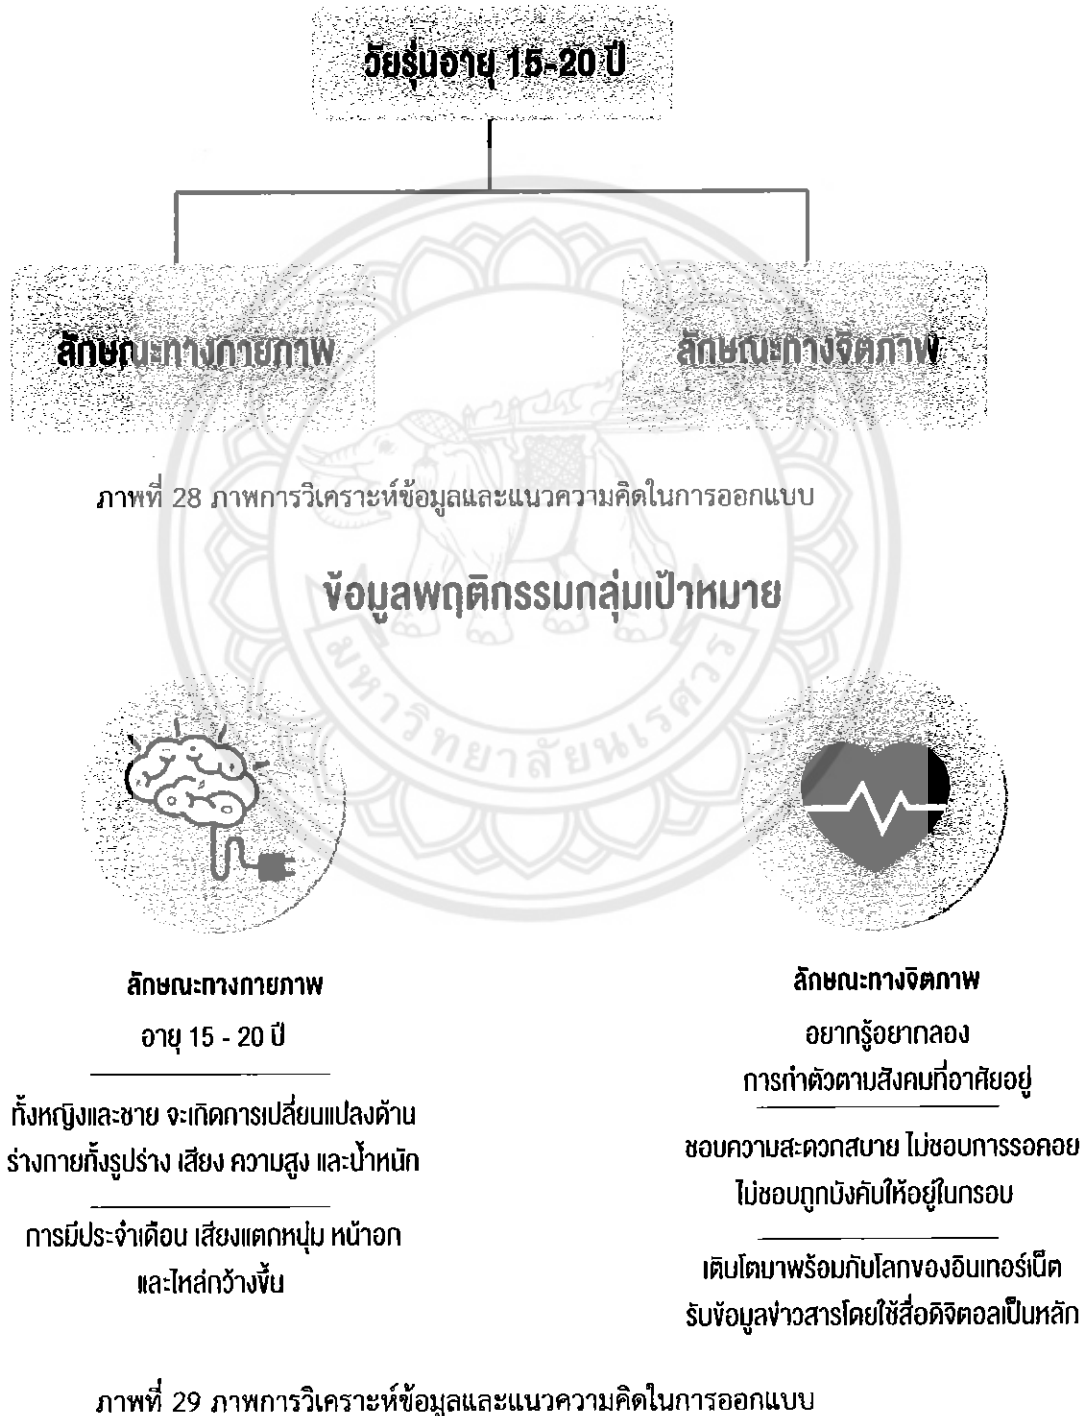 วัยรุ่นอายุ 15-20 ปี
ลักษณะทางกายภาพ
ลักษณะทางจิตภาพ
ภาพที่ 28 ภาพการวิเคราะห์ข้อมูลและแนวความคิดในการออกแบบ
ข้อมูลพฤติกรรมกลุ่มเป้าหมาย
มหาวิทยาลัยนเรศวร
ลักษณะทางกายภาพ
อายุ 15 - 20 ปี
ทั้งหญิงและชาย จะเกิดการเปลี่ยนแปลงด้าน
ร่างกายทั้งรูปร่าง เสียง ความสูง และน้ำหนัก
การมีประจำเดือน เสียงแตกหนุ่ม หน้าอก
และไหล่กว้างขึ้น
ลักษณะทางจิตภาพ
อยากรู้อยากลอง
การทำตัวตามสังคมที่อาศัยอยู่
ชอบความสะดวกสบาย ไม่ชอบการรอคอย
ไม่ชอบถูกบังคับให้อยู่ในกรอบ
เติบโตมาพร้อมกับโลกของอินเทอร์เน็ต
รับข้อมูลข่าวสารโดยใช้สื่อดิจิตอลเป็นหลัก
ภาพที่ 29 ภาพการวิเคราะห์ข้อมูลและแนวความคิดในการออกแบบ